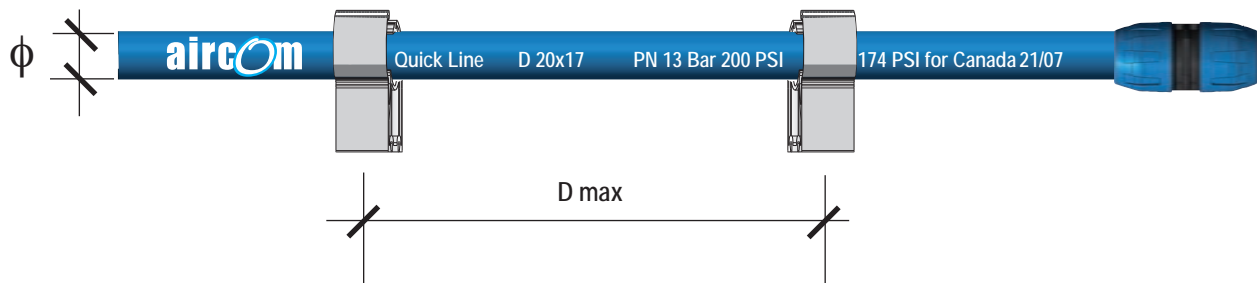 aircom Quick Line D 20x17 PN 13 Bar 200 PSI 174 PSI for Canada 21/07
ϕ
D max